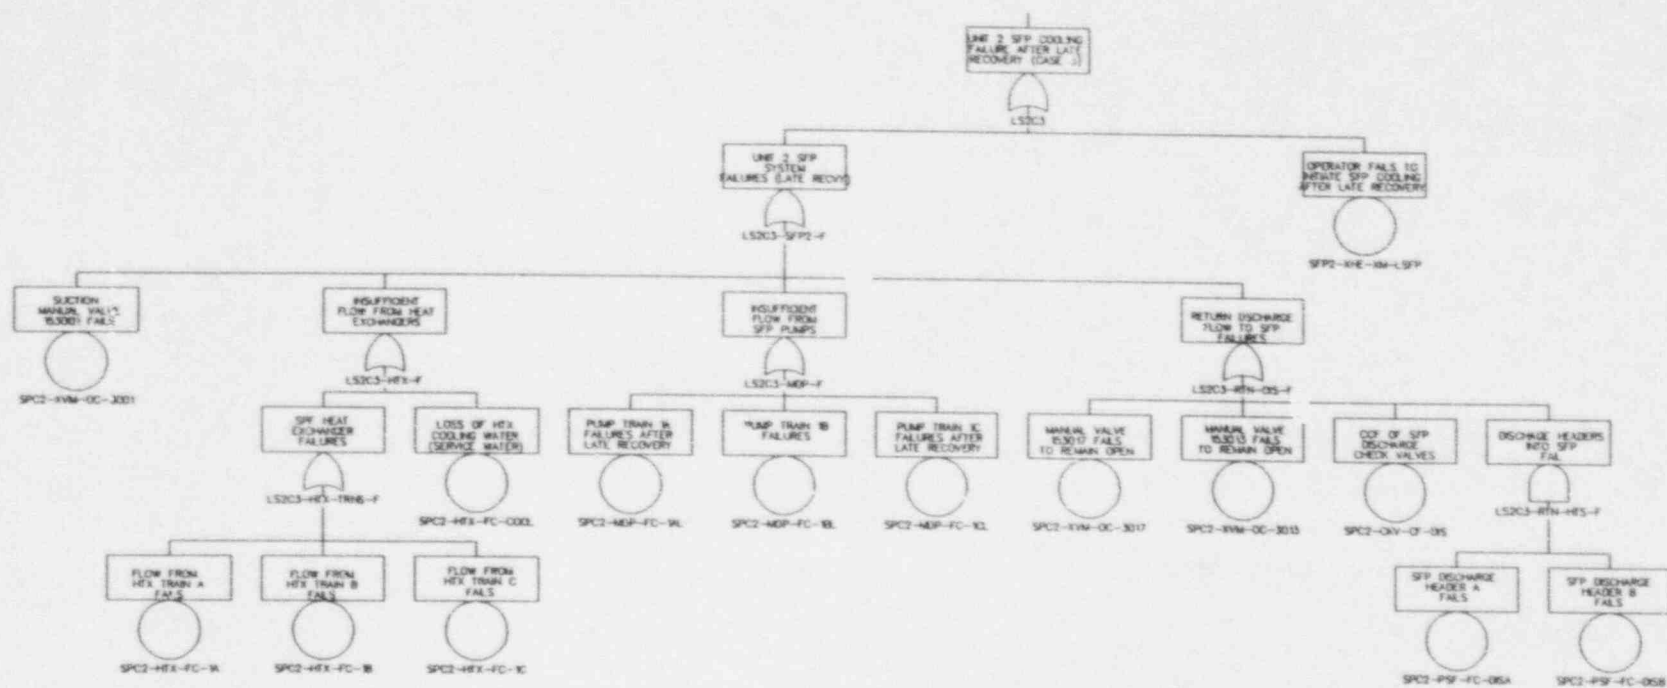 UNIT 2 SFP COOLING
FAILURE AFTER LATE
RECOVERY (CASE
LS2C3
UNIT 2 SFP
SYSTEM
FAILURES (LATE RECVY)
LS2C3-SFP2-F
OPERATOR FAILS TO
INITIATE SFP COOLING
AFTER LATE RECOVERY
SFP2-XHE-XM-LSFP
SUCTION
MANUAL VALVE
FAILS
SPC2-XVM-OC-3001
INSUFFICIENT
FLOW FROM HEAT
EXCHANGERS
LS2C3-HTX-F
INSUFFICIENT
FLOW FROM
SFP PUMPS
LS2C3-MDP-F
RETURN DISCHARGE
FLOW TO SFP
FAILURES
LS2C3-RTN-DIS-F
SPF HEAT
EXCHANGER
FAILURES
LS2C3-HTX-TRNS-F
LOSS OF HTX
COOLING WATER
(SERVICE WATER)
SPC2-HTX-FC-COOL
PUMP TRAIN 1A
FAILURES AFTER
LATE RECOVERY
SPC2-MDP-FC-1AL
PUMP TRAIN 1B
FAILURES
SPC2-MDP-FC-1BL
PUMP TRAIN 1C
FAILURES AFTER
LATE RECOVERY
SPC2-MDP-FC-1CL
MANUAL VALVE
153017 FAILS
TO REMAIN OPEN
SPC2-XVM-OC-3017
MANUAL VALVE
153013 FAILS
TO REMAIN OPEN
SPC2-XVM-OC-3013
CCF OF SFP
DISCHARGE
CHECK VALVES
SPC2-CKV-CF-DIS
DISCHAGE HEADERS
INTO SFP
FAIL
LS2C3-RTN-HTS-F
FLOW FROM
HTX TRAIN A
FAILS
SPC2-HTX-FC-1A
FLOW FROM
HTX TRAIN B
FAILS
SPC2-HTX-FC-1B
FLOW FROM
HTX TRAIN C
FAILS
SPC2-HTX-FC-1C
SFP DISCHARGE
HEADER A
FAILS
SPC2-PSF-FC-DISA
SFP DISCHARGE
HEADER B
FAILS
SPC2-PSF-FC-DISB